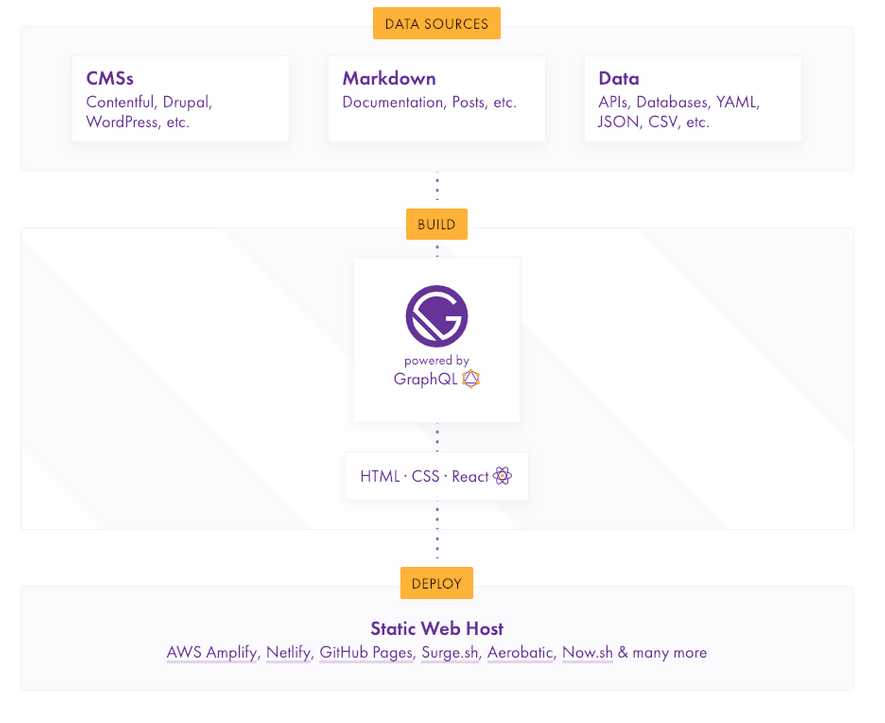 DATA SOURCES
CMSs
Contentful, Drupal,
WordPress, etc.
Markdown
Documentation, Posts, etc.
Data
APIs, Databases, YAML,
JSON, CSV, etc.
BUILD
powered by
GraphQL
HTML · CSS · React
DEPLOY
Static Web Host
AWS Amplify, Netlify, GitHub Pages, Surge.sh, Aerobatic, Now.sh & many more